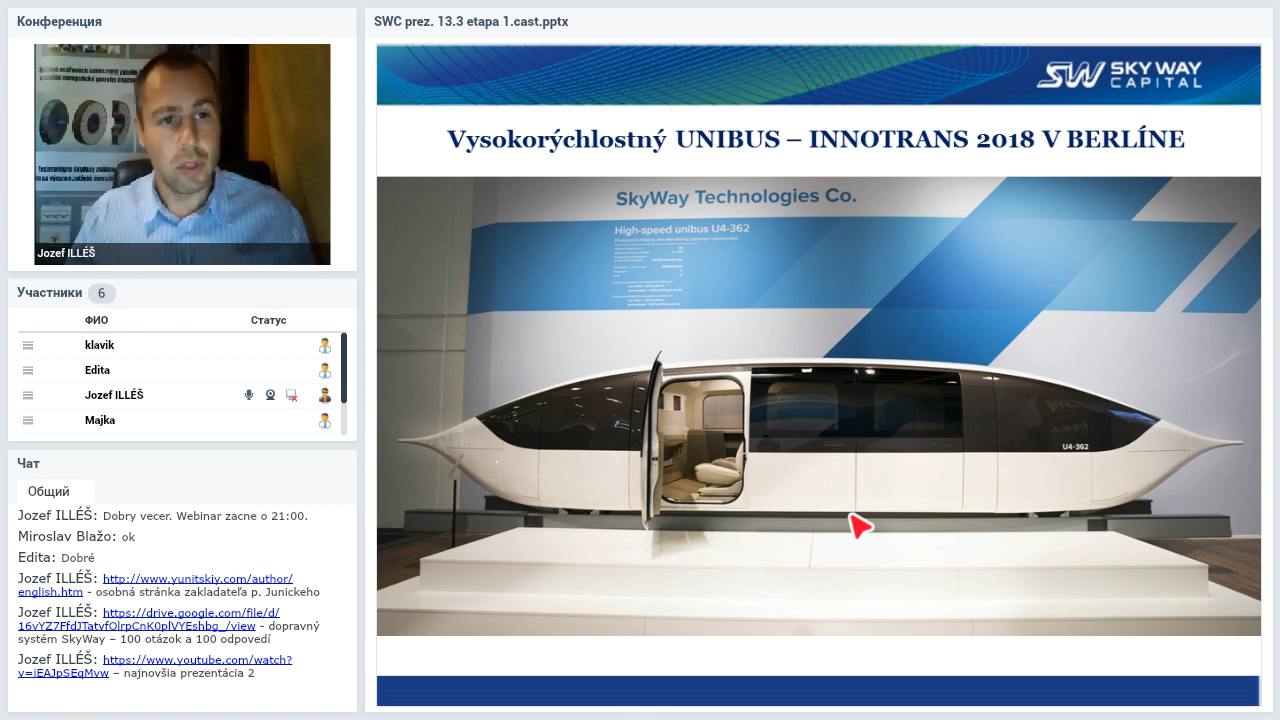 Конференция
Jozef ILLÉŠ
Участники 6
ФИО Статус
klavik
Edita
Jozef ILLÉŠ
Majka
Чат
Общий
Jozef ILLÉŠ: Dobry vecer. Webinar zacne o 21:00.
Miroslav Blažo: ok
Edita: Dobré
Jozef ILLÉŠ: http://www.yunitskiy.com/author/
english.htm - osobná stránka zakladateľa p. Junickeho
Jozef ILLÉŠ: https://drive.google.com/file/d/
16vYZ7FfdJTatvfOlrpCnK0plVYEshbg_/view - dopravný
systém SkyWay – 100 otázok a 100 odpovedí
Jozef ILLÉŠ: https://www.youtube.com/watch?
v=iEAJpSEqMvw – najnovšia prezentácia 2
SWC prez. 13.3 etapa 1.cast.pptx
SW SKY WAY
CAPITAL
Vysokorýchlostný UNIBUS – INNOTRANS 2018 V BERLÍNE
SkyWay Technologies Co.
High-speed unibus U4-362
U4-362